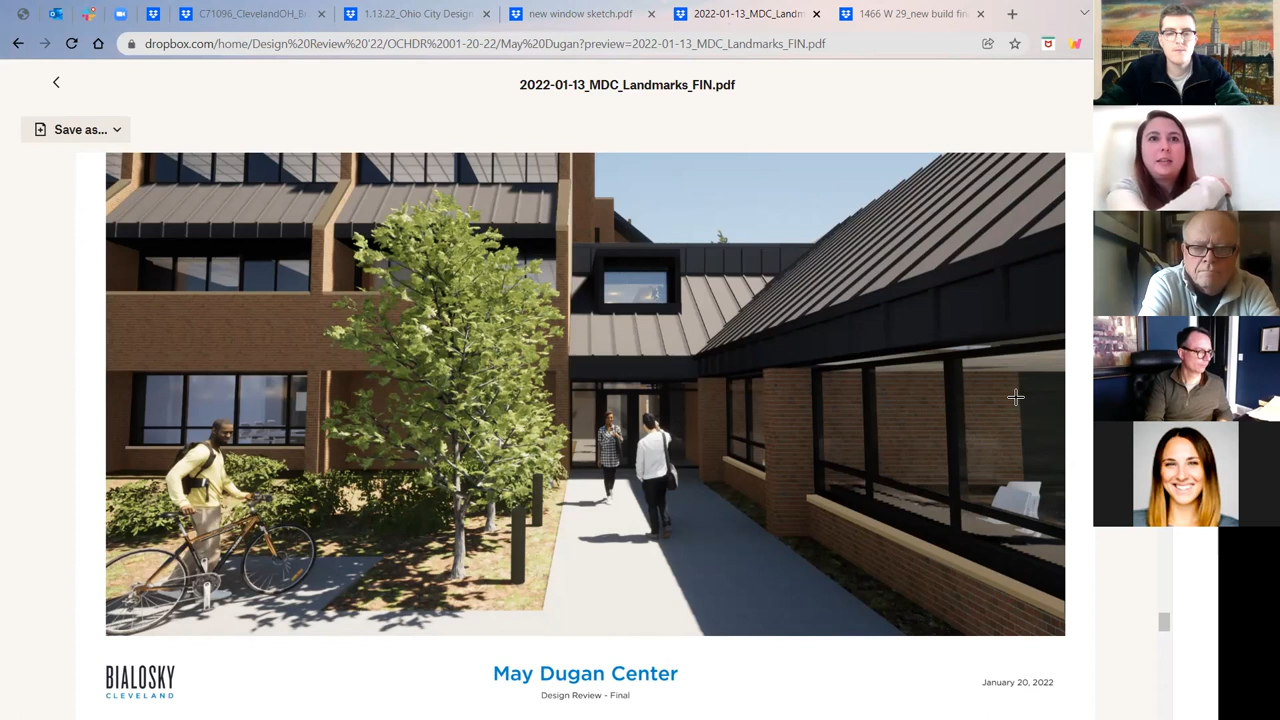 C71096_ClevelandOH_B
1.13.22_Ohio City Design
new window sketch.pdf
2022-01-13_MDC_Landm
1466 W 29_new build fin
dropbox.com/home/Design%20Review%20'22/OCHDR%2001-20-22/May%20Dugan?preview=2022-01-13_MDC_Landmarks_FIN.pdf
2022-01-13_MDC_Landmarks_FIN.pdf
Save as...
BIALOSKY
CLEVELAND
May Dugan Center
Design Review - Final
January 20, 2022